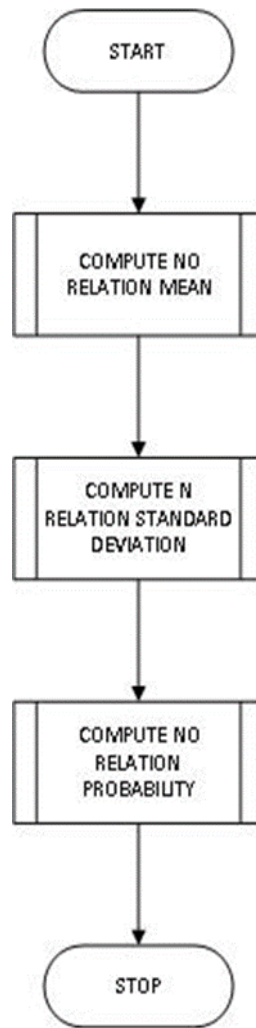 START
COMPUTE NO
RELATION MEAN
COMPUTE N
RELATION STANDARD
DEVIATION
COMPUTE NO
RELATION
PROBABILITY
STOP